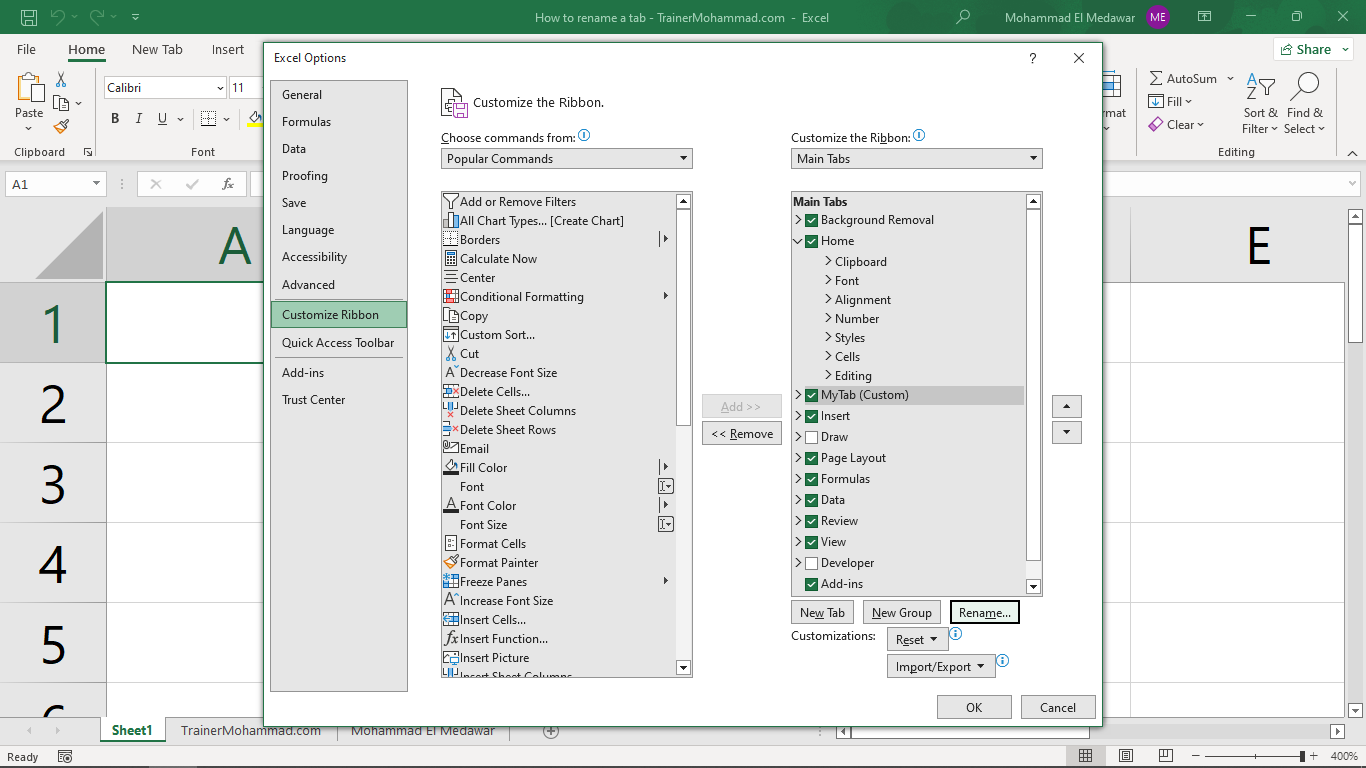 How to rename a tab - TrainerMohammad.com - Excel
Mohammad El Medawar
ME
File
Home
New Tab
Insert
Share
Calibri
11
Paste
B I U
Clipboard
Font
AutoSum
Fill
Clear
Sort & Filter
Find & Select
Editing
A1
fx
A
E
1
2
3
4
5
6
Excel Options
?
General
Formulas
Data
Proofing
Save
Language
Accessibility
Advanced
Customize Ribbon
Quick Access Toolbar
Add-ins
Trust Center
Customize the Ribbon.
Choose commands from:
Popular Commands
Add or Remove Filters
All Chart Types... [Create Chart]
Borders
Calculate Now
Center
Conditional Formatting
Copy
Custom Sort...
Cut
Decrease Font Size
Delete Cells...
Delete Sheet Columns
Delete Sheet Rows
Email
Fill Color
Font
Font Color
Font Size
Format Cells
Format Painter
Freeze Panes
Increase Font Size
Insert Cells...
Insert Function...
Insert Picture
Insert Sheet Columns
Add >>
<< Remove
Customize the Ribbon:
Main Tabs
Main Tabs
Background Removal
Home
Clipboard
Font
Alignment
Number
Styles
Cells
Editing
MyTab (Custom)
Insert
Draw
Page Layout
Formulas
Data
Review
View
Developer
Add-ins
New Tab
New Group
Rename...
Customizations:
Reset
Import/Export
OK
Cancel
Sheet1
TrainerMohammad.com
Mohammad El Medawar
Ready
400%